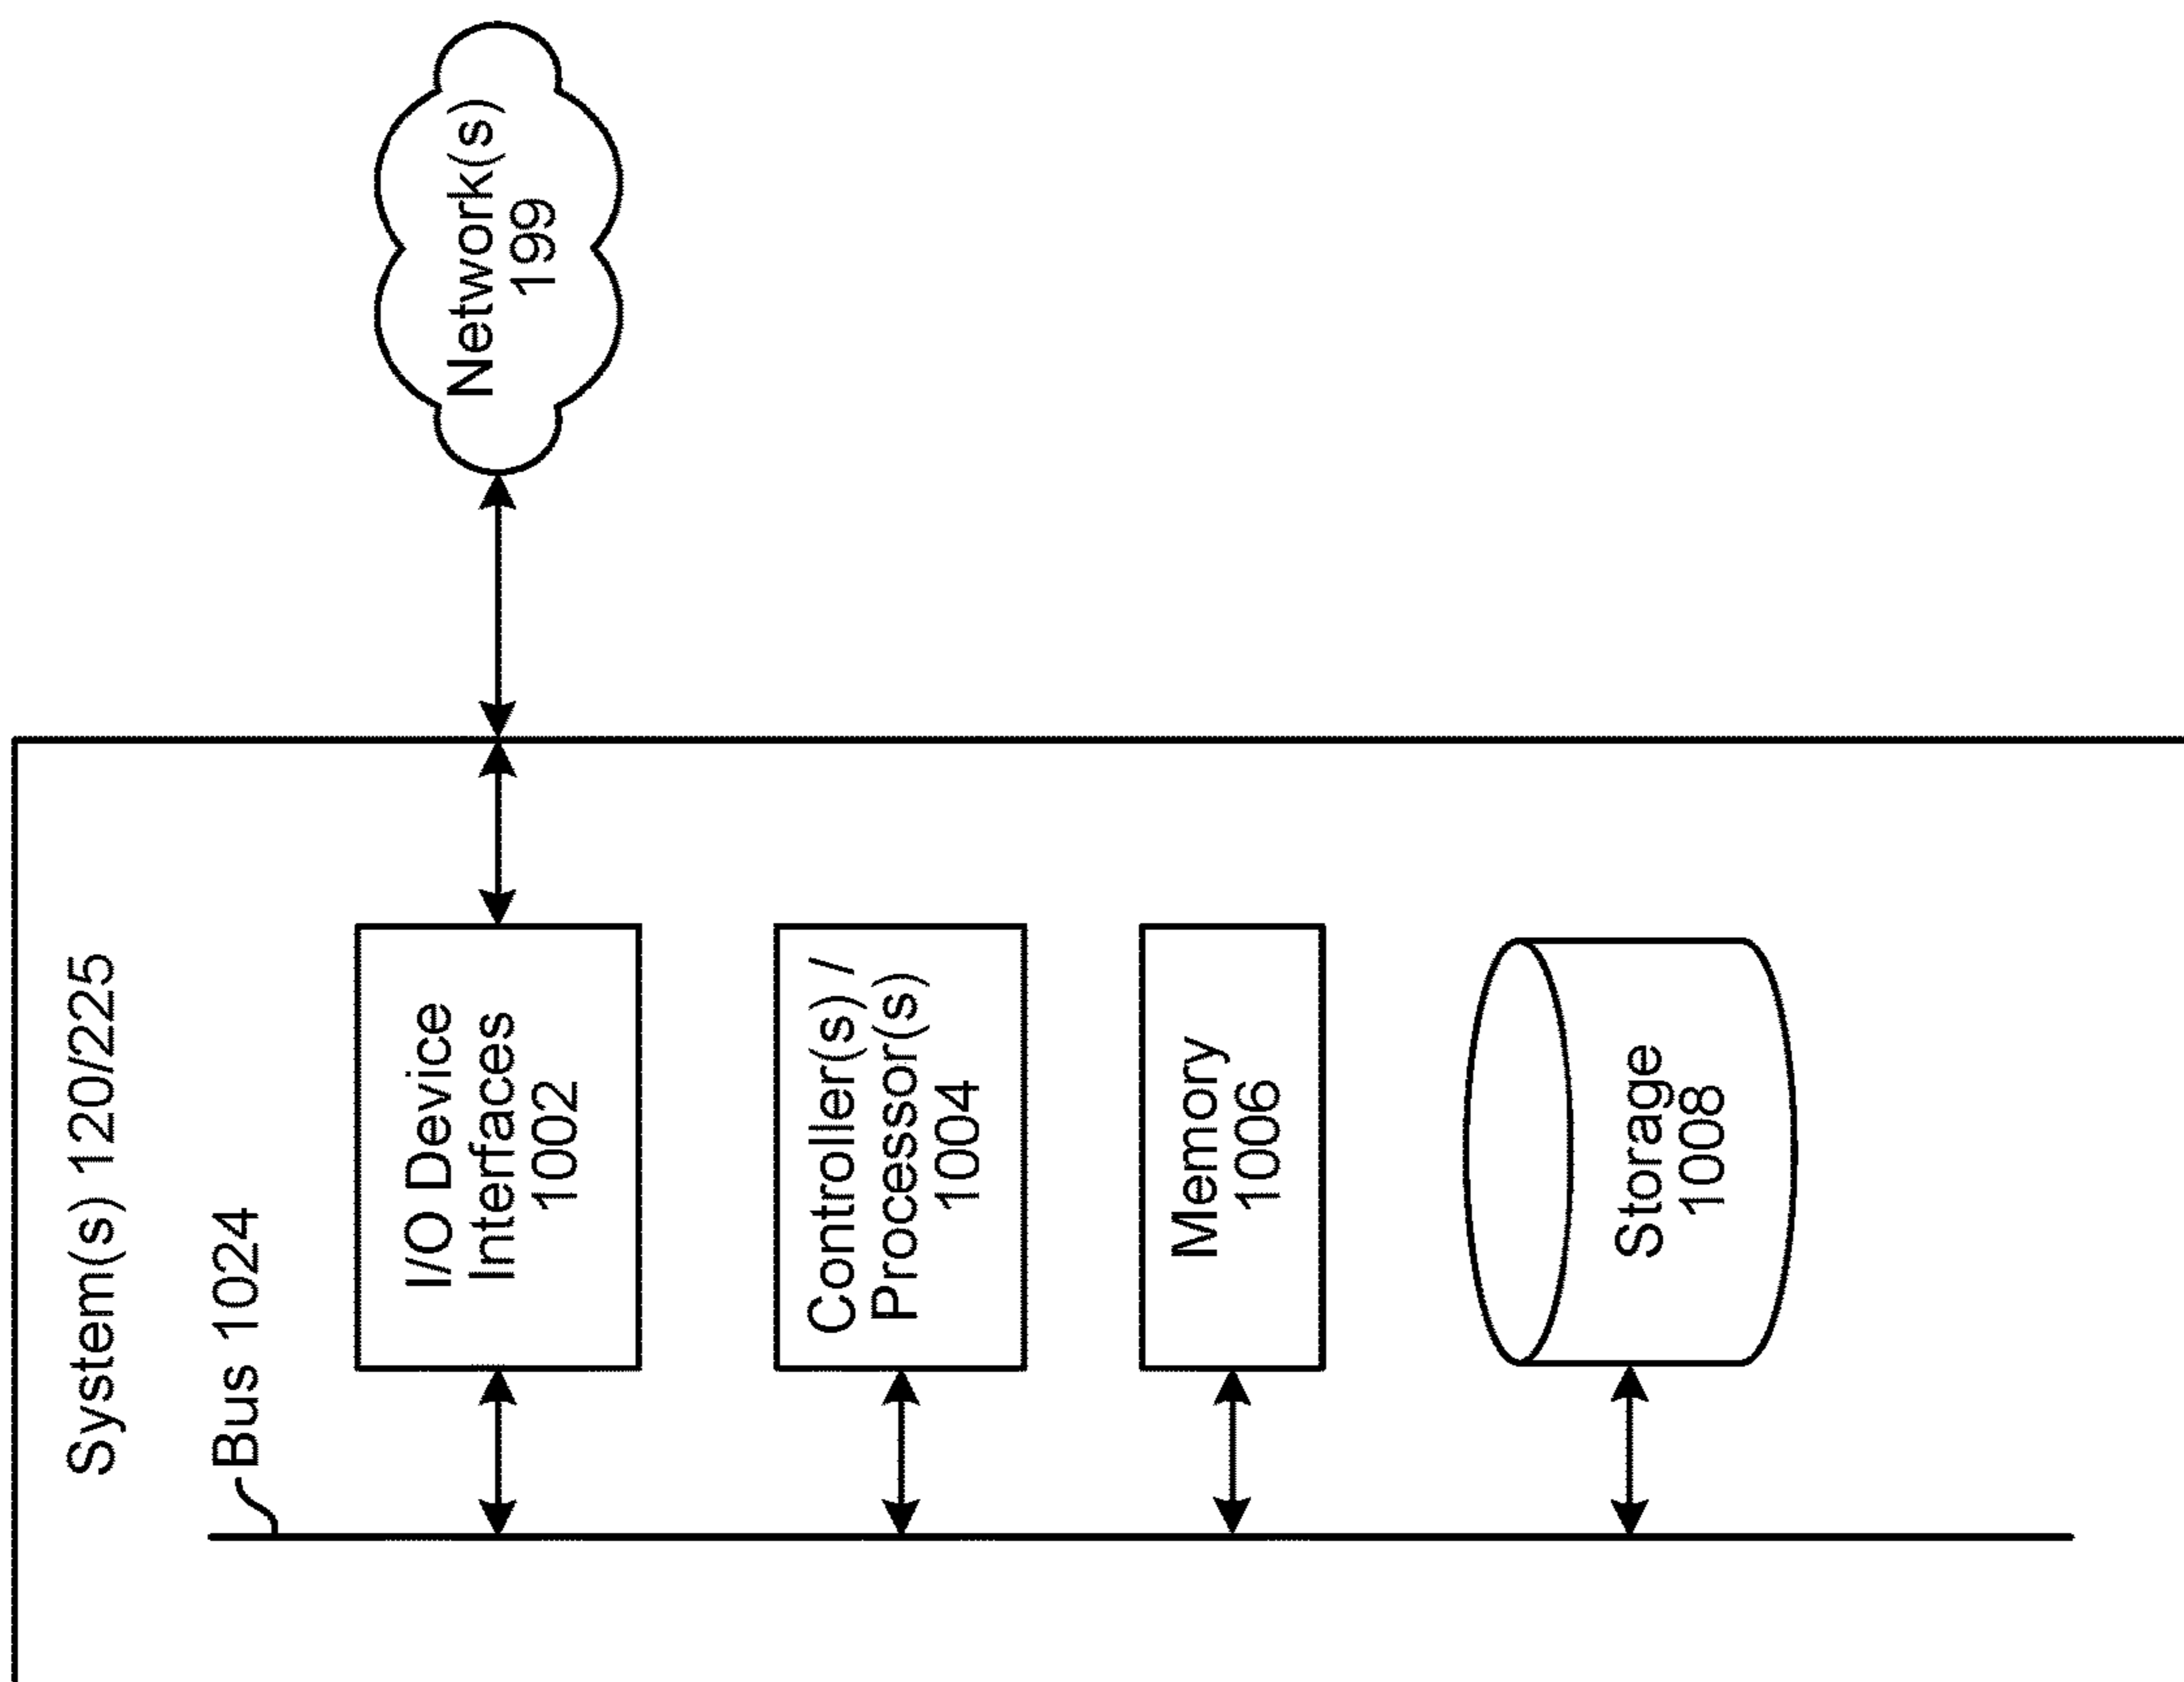 System(s) 120/225
Bus 1024
I/O Device
Interfaces
1002
Controller(s) /
Processor(s)
1004
Memory
1006
Storage
1008
Network(s)
199